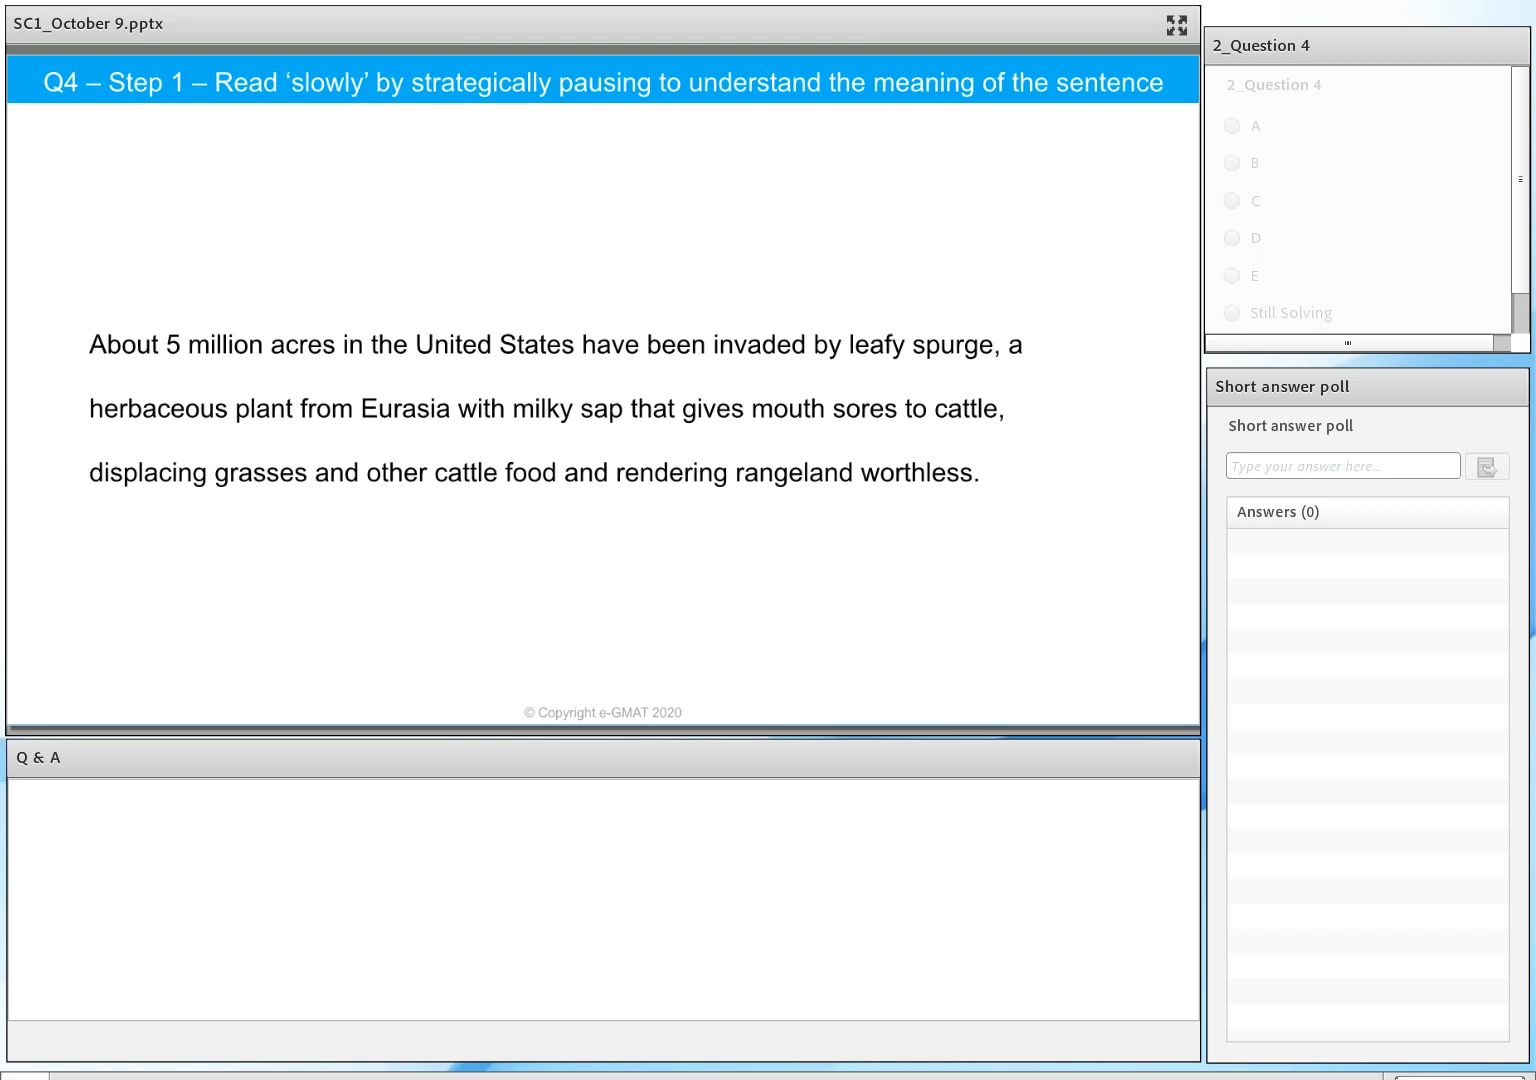 SC1_October 9.pptx
Q4 – Step 1 – Read ‘slowly’ by strategically pausing to understand the meaning of the sentence
About 5 million acres in the United States have been invaded by leafy spurge, a
herbaceous plant from Eurasia with milky sap that gives mouth sores to cattle,
displacing grasses and other cattle food and rendering rangeland worthless.
© Copyright e-GMAT 2020
Q & A
2_Question 4
2_Question 4
A
B
C
D
E
Still Solving
Short answer poll
Short answer poll
Type your answer here...
Answers (0)